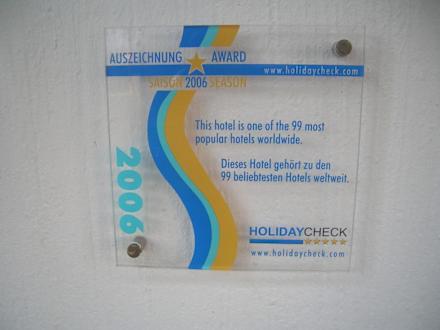 AUSZEICHNUNG AWARD
www.holidaycheck.com
SAISON 2006 SEASON
This hotel is one of the 99 most
popular hotels worldwide.
Dieses Hotel gehört zu den
99 beliebtesten Hotels weltweit.
2006
HOLIDAYCHECK
www.holidaycheck.com